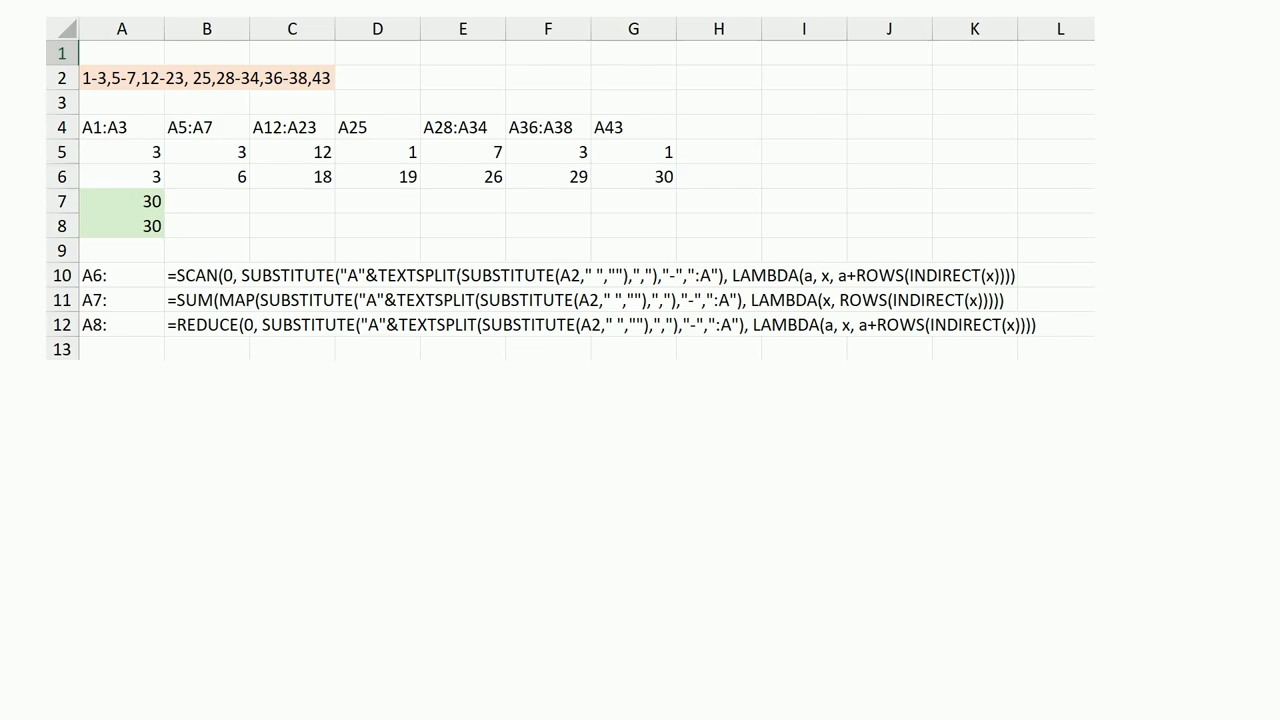 A B C D E F G H I J K L
1
2 1-3,5-7,12-23, 25,28-34,36-38,43
3
4 A1:A3 A5:A7 A12:A23 A25 A28:A34 A36:A38 A43
5 3 3 12 1 7 3 1
6 3 6 18 19 26 29 30
7 30
8 30
9
10 A6: =SCAN(0, SUBSTITUTE("A"&TEXTSPLIT(SUBSTITUTE(A2," ",""),","),"-",":A"), LAMBDA(a, x, a+ROWS(INDIRECT(x))))
11 A7: =SUM(MAP(SUBSTITUTE("A"&TEXTSPLIT(SUBSTITUTE(A2," ",""),","),"-",":A"), LAMBDA(x, ROWS(INDIRECT(x)))))
12 A8: =REDUCE(0, SUBSTITUTE("A"&TEXTSPLIT(SUBSTITUTE(A2," ",""),","),"-",":A"), LAMBDA(a, x, a+ROWS(INDIRECT(x))))
13